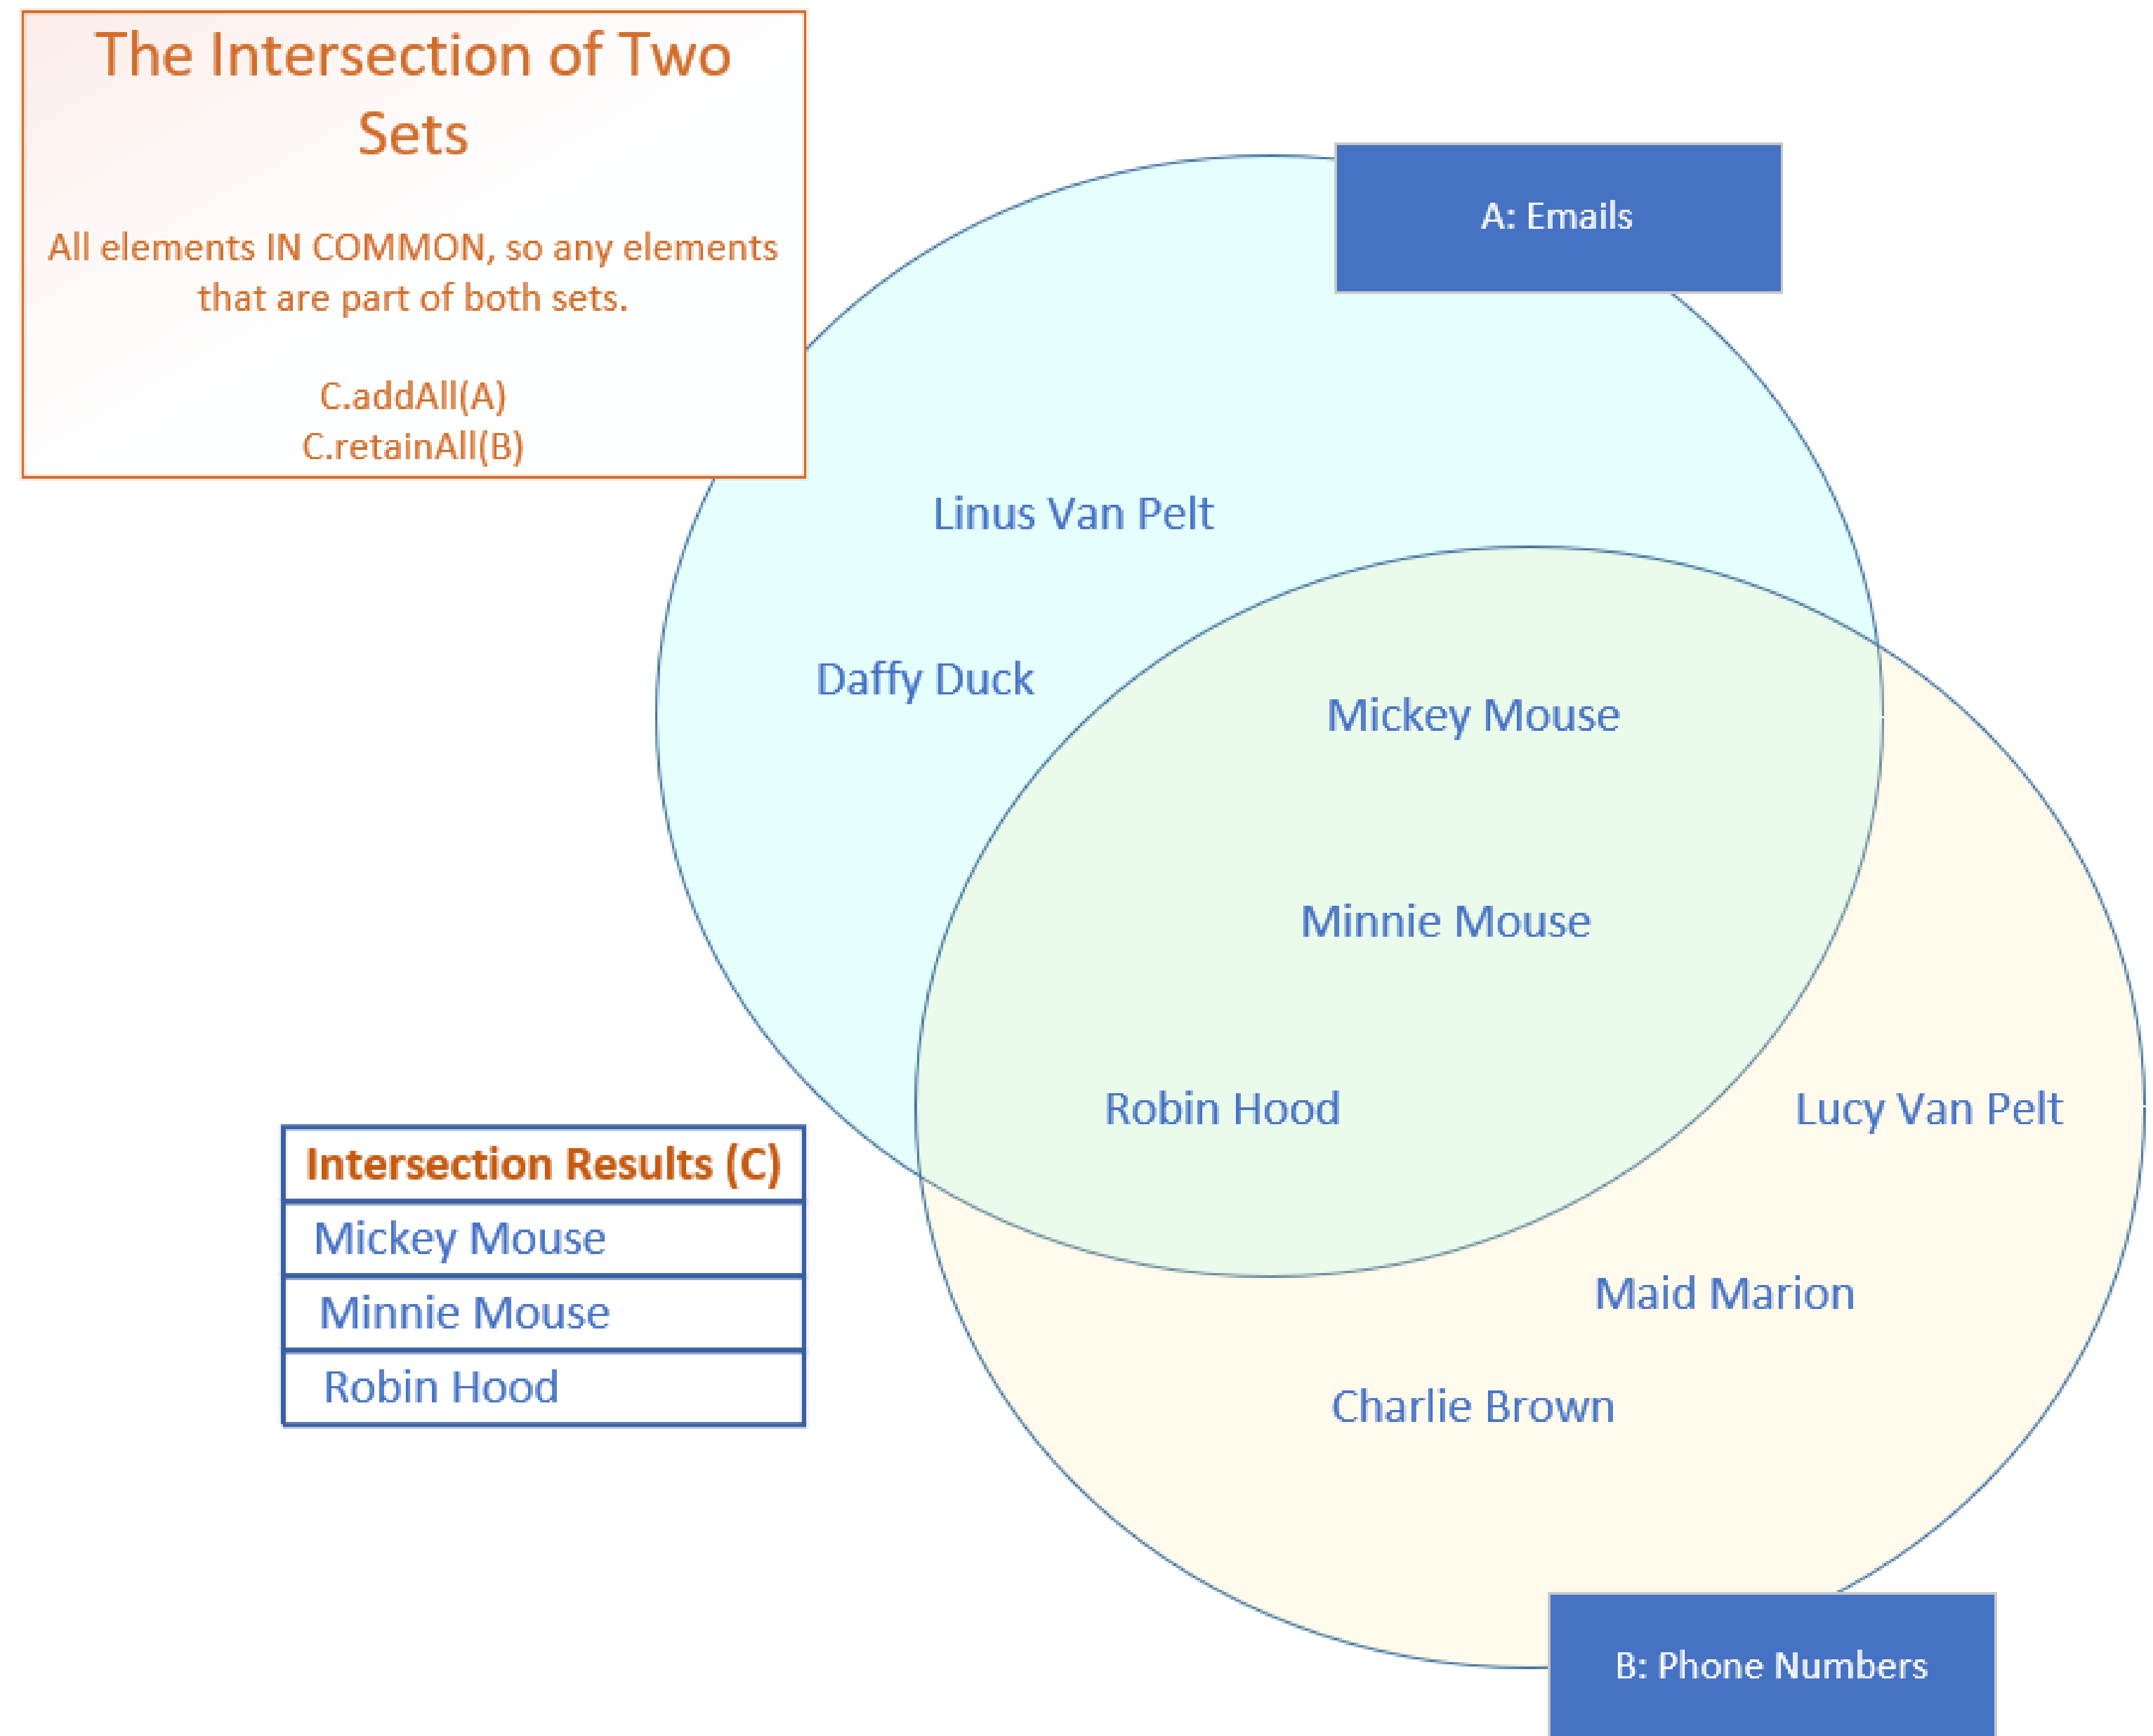 The Intersection of Two
Sets
All elements IN COMMON, so any elements
that are part of both sets.
C.addAll(A)
C.retainAll(B)
A: Emails
Linus Van Pelt
Daffy Duck
Mickey Mouse
Minnie Mouse
Robin Hood
Lucy Van Pelt
Maid Marion
Charlie Brown
Intersection Results (C)
Mickey Mouse
Minnie Mouse
Robin Hood
B: Phone Numbers